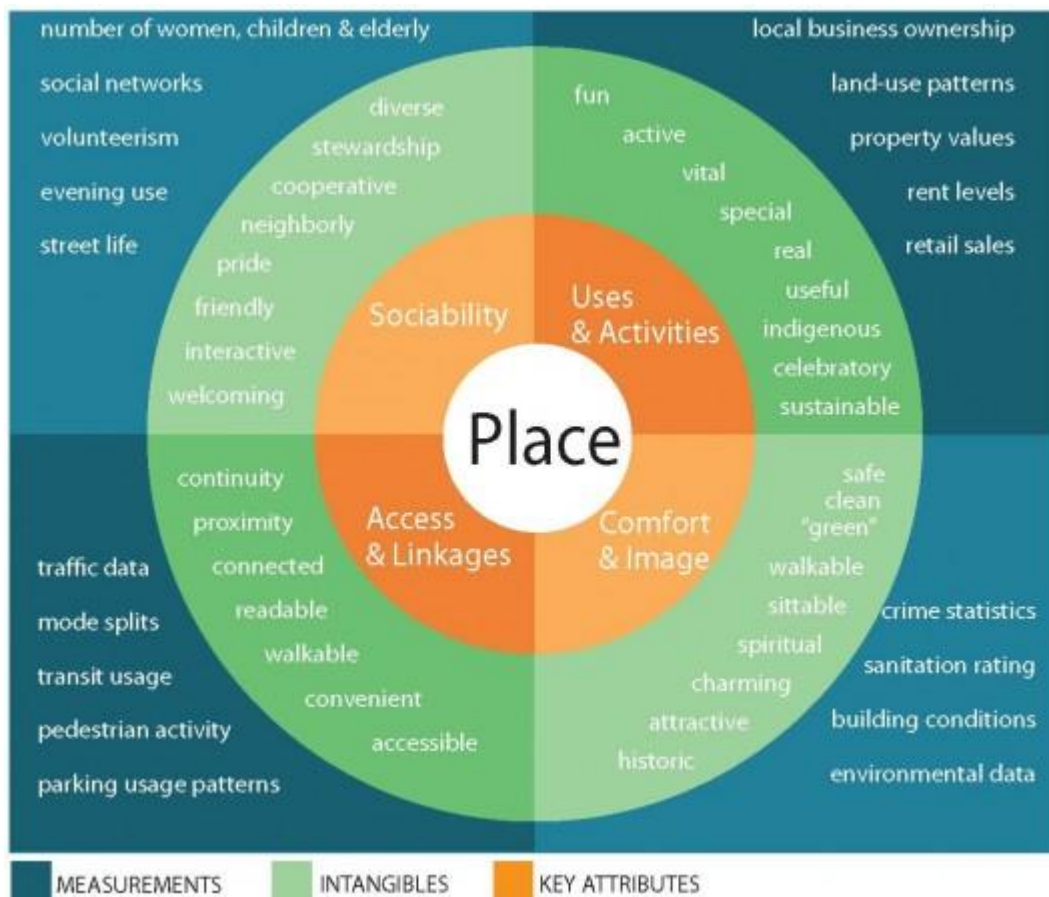 number of women, children & elderly
social networks
volunteerism
evening use
street life
diverse
stewardship
cooperative
neighborly
pride
friendly
interactive
welcoming
Sociability
local business ownership
land-use patterns
property values
rent levels
retail sales
fun
active
vital
special
real
useful
indigenous
celebratory
sustainable
Uses
& Activities
Place
continuity
proximity
connected
readable
walkable
convenient
accessible
Access
& Linkages
traffic data
mode splits
transit usage
pedestrian activity
parking usage patterns
Comfort
& Image
safe
clean
"green"
walkable
sittable
spiritual
charming
attractive
historic
crime statistics
sanitation rating
building conditions
environmental data
MEASUREMENTS
INTANGIBLES
KEY ATTRIBUTES